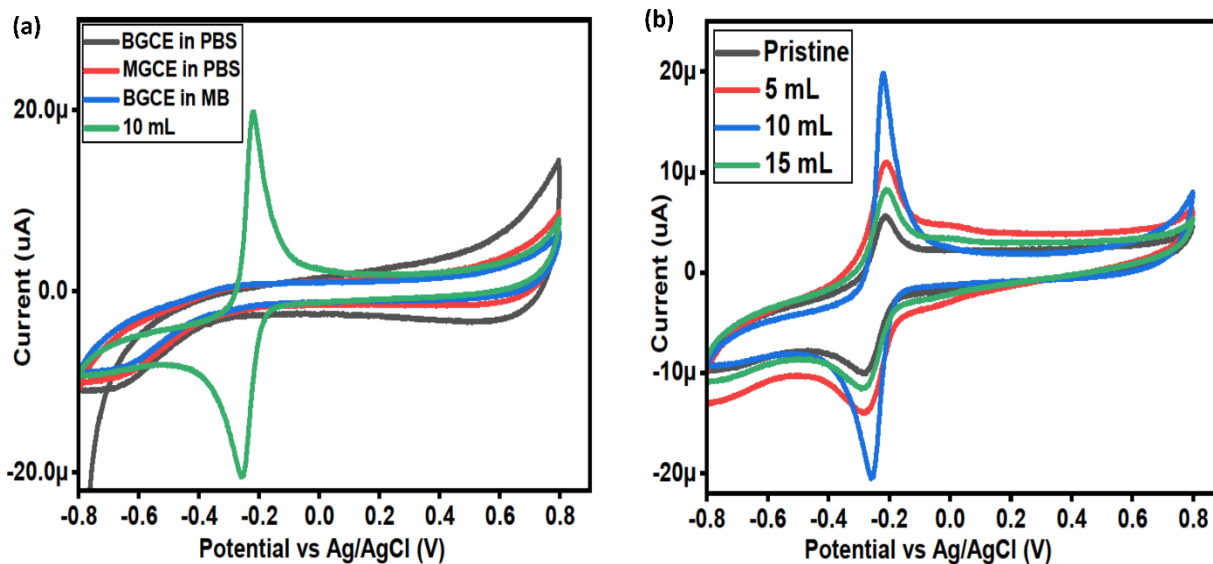 (a)
BGCE in PBS
MGCE in PBS
BGCE in MB
10 mL
Current (uA)
20.0µ
0.0
-20.0µ
-0.8 -0.6 -0.4 -0.2 0.0 0.2 0.4 0.6 0.8
Potential vs Ag/AgCl (V)
(b)
Pristine
5 mL
10 mL
15 mL
Current (uA)
20µ
10µ
0
-10µ
-20µ
-0.8 -0.6 -0.4 -0.2 0.0 0.2 0.4 0.6 0.8
Potential vs Ag/AgCl (V)